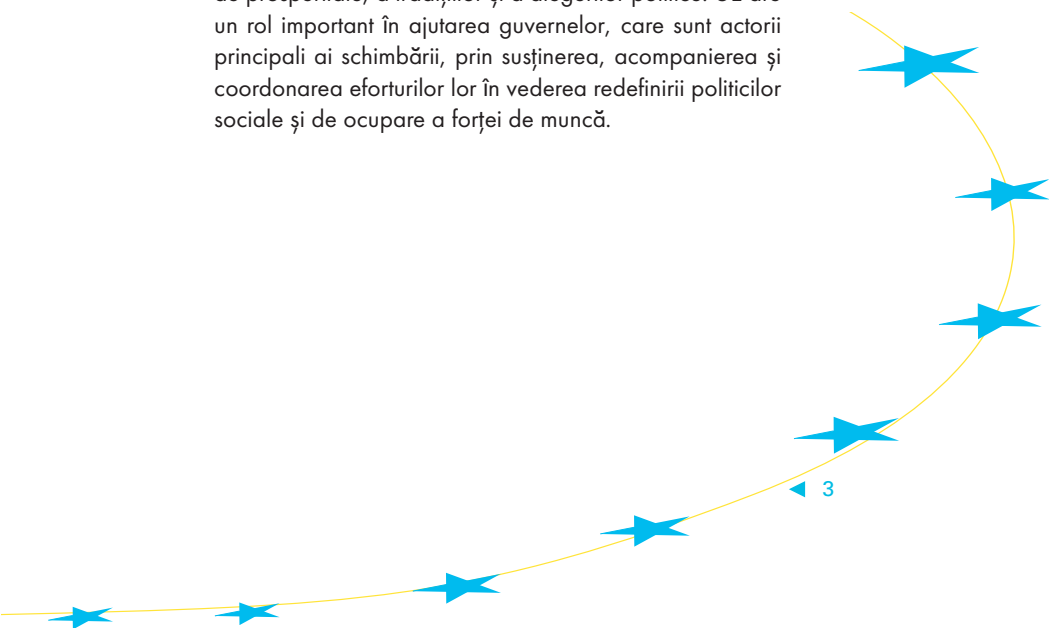 un rol important în ajutarea guvernelor, care sunt actorii
principali ai schimbării, prin susținerea, acompanierea și
coordonarea eforturilor lor în vederea redefinirii politicilor
sociale și de ocupare a forței de muncă.
3